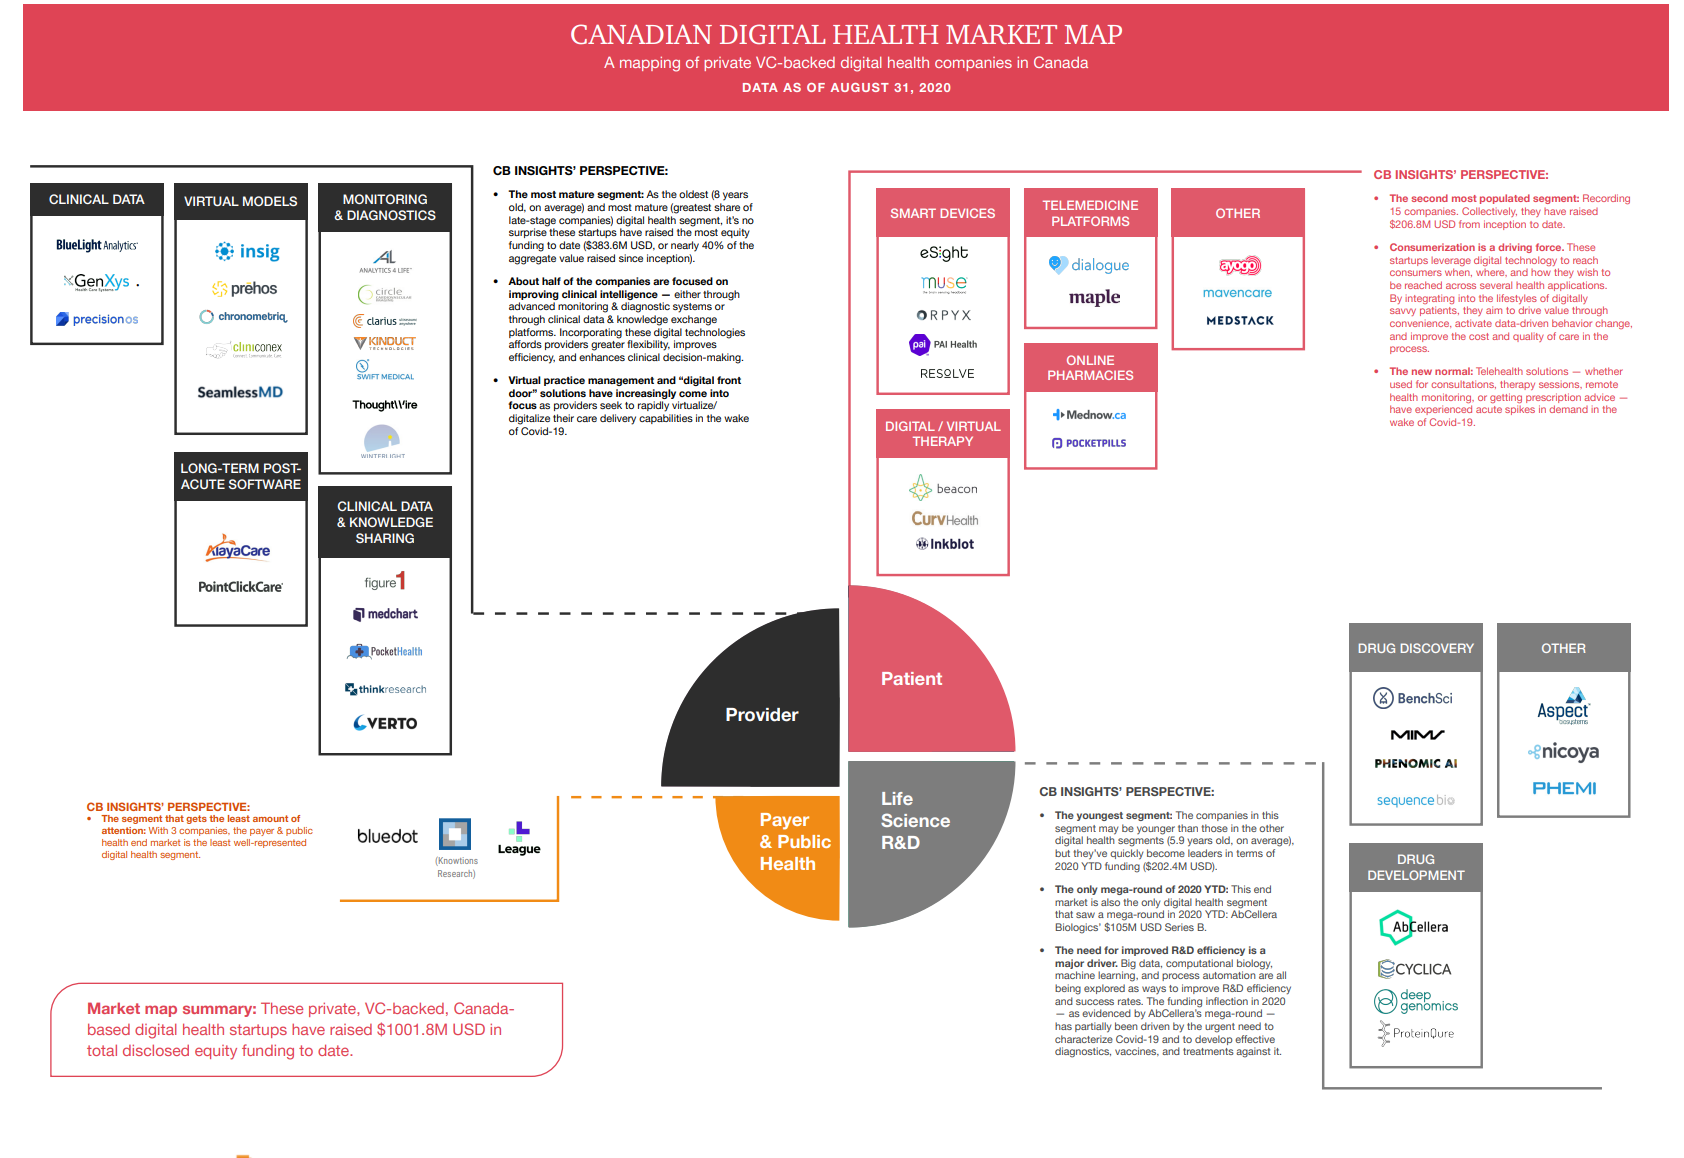 CANADIAN DIGITAL HEALTH MARKET MAP
A mapping of private VC-backed digital health companies in Canada
DATA AS OF AUGUST 31, 2020
CLINICAL DATA
BlueLight Analytics
GenXys
Health Care Systems
precisionos
VIRTUAL MODELS
insig
prehos
chronometriq
cliniconex
Connect. Communicate. Care.
SeamlessMD
LONG-TERM POST-
ACUTE SOFTWARE
AlayaCare
PointClickCare
MONITORING
& DIAGNOSTICS
ANALYTICS 4 LIFE
circle
CARDIOVASCULAR
IMAGING
clarius
KINDUCT
TECHNOLOGIES
SWIFT MEDICAL
ThoughtWire
WINTERLIGHT
CLINICAL DATA
& KNOWLEDGE
SHARING
figure1
medchart
PocketHealth
thinkresearch
VERTO
CB INSIGHTS’ PERSPECTIVE:
• The most mature segment: As the oldest (8 years
old, on average) and most mature (greatest share of
late-stage companies) digital health segment, it’s no
surprise these startups have raised the most equity
funding to date ($383.6M USD, or nearly 40% of the
aggregate value raised since inception).
• About half of the companies are focused on
improving clinical intelligence — either through
advanced monitoring & diagnostic systems or
through clinical data & knowledge exchange
platforms. Incorporating these digital technologies
affords providers greater flexibility, improves
efficiency, and enhances clinical decision-making.
• Virtual practice management and “digital front
door” solutions have increasingly come into
focus as providers seek to rapidly virtualize/
digitalize their care delivery capabilities in the wake
of Covid-19.
SMART DEVICES
eSight
muse
the brain sensing headband
ORPYX
pai PAI Health
RESOLVE
DIGITAL / VIRTUAL
THERAPY
beacon
CurvHealth
Inkblot
TELEMEDICINE
PLATFORMS
dialogue
maple
ONLINE
PHARMACIES
Mednow.ca
POCKETPILLS
OTHER
ayogo
mavencare
MEDSTACK
CB INSIGHTS’ PERSPECTIVE:
• The second most populated segment: Recording
15 companies. Collectively, they have raised
$206.8M USD from inception to date.
• Consumerization is a driving force. These
startups leverage digital technology to reach
consumers when, where, and how they wish to
be reached across several health applications.
By integrating into the lifestyles of digitally
savvy patients, they aim to drive value through
convenience, activate data-driven behavior change,
and improve the cost and quality of care in the
process.
• The new normal: Telehealth solutions — whether
used for consultations, therapy sessions, remote
health monitoring, or getting prescription advice —
have experienced acute spikes in demand in the
wake of Covid-19.
Provider
Patient
Payer
& Public
Health
Life
Science
R&D
CB INSIGHTS’ PERSPECTIVE:
• The segment that gets the least amount of
attention: With 3 companies, the payer & public
health end market is the least well-represented
digital health segment.
bluedot
(Knowtions
Research)
League
CB INSIGHTS’ PERSPECTIVE:
• The youngest segment: The companies in this
segment may be younger than those in the other
digital health segments (5.9 years old, on average),
but they’ve quickly become leaders in terms of
2020 YTD funding ($202.4M USD).
• The only mega-round of 2020 YTD: This end
market is also the only digital health segment
that saw a mega-round in 2020 YTD: AbCellera
Biologics’ $105M USD Series B.
• The need for improved R&D efficiency is a
major driver. Big data, computational biology,
machine learning, and process automation are all
being explored as ways to improve R&D efficiency
and success rates. The funding inflection in 2020
— as evidenced by AbCellera’s mega-round —
has partially been driven by the urgent need to
characterize Covid-19 and to develop effective
diagnostics, vaccines, and treatments against it.
DRUG DISCOVERY
BenchSci
MIMS
PHENOMIC AI
sequence bio
OTHER
Aspect
biosystems
nicoya
PHEMI
DRUG
DEVELOPMENT
AbCellera
CYCLICA
deep
genomics
ProteinQure
Market map summary: These private, VC-backed, Canada-
based digital health startups have raised $1001.8M USD in
total disclosed equity funding to date.